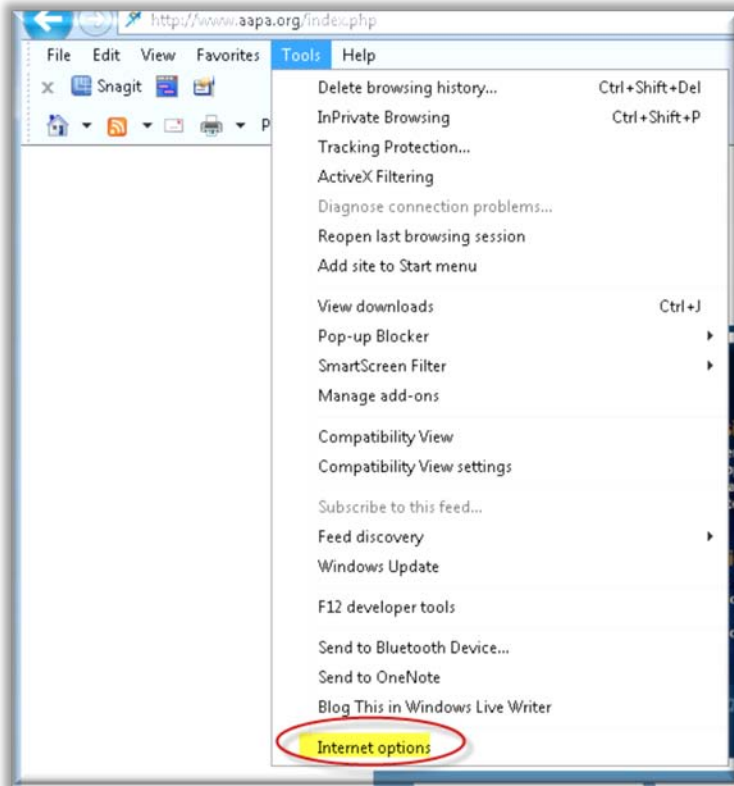 http://www.aapa.org/index.php
File Edit View Favorites Tools Help
x Snagit
P
Delete browsing history... Ctrl+Shift+Del
InPrivate Browsing Ctrl+Shift+P
Tracking Protection...
ActiveX Filtering
Diagnose connection problems...
Reopen last browsing session
Add site to Start menu
View downloads Ctrl+J
Pop-up Blocker
SmartScreen Filter
Manage add-ons
Compatibility View
Compatibility View settings
Subscribe to this feed...
Feed discovery
Windows Update
F12 developer tools
Send to Bluetooth Device...
Send to OneNote
Blog This in Windows Live Writer
Internet options